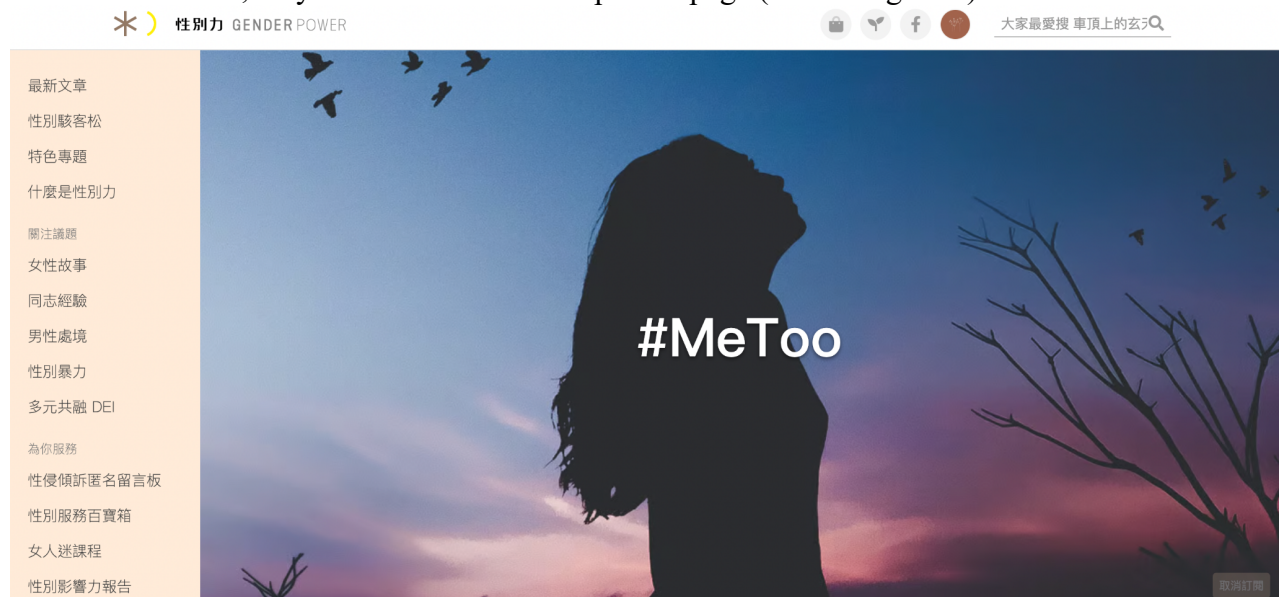 性別力 GENDER POWER
大家最愛搜 車頂上的玄
最新文章
性別駭客松
特色專題
什麼是性別力
關注議題
女性故事
同志經驗
男性處境
性別暴力
多元共融 DEI
為你服務
性侵傾訴匿名留言板
性別服務百寶箱
女人迷課程
性別影響力報告
#MeToo
取消訂閱